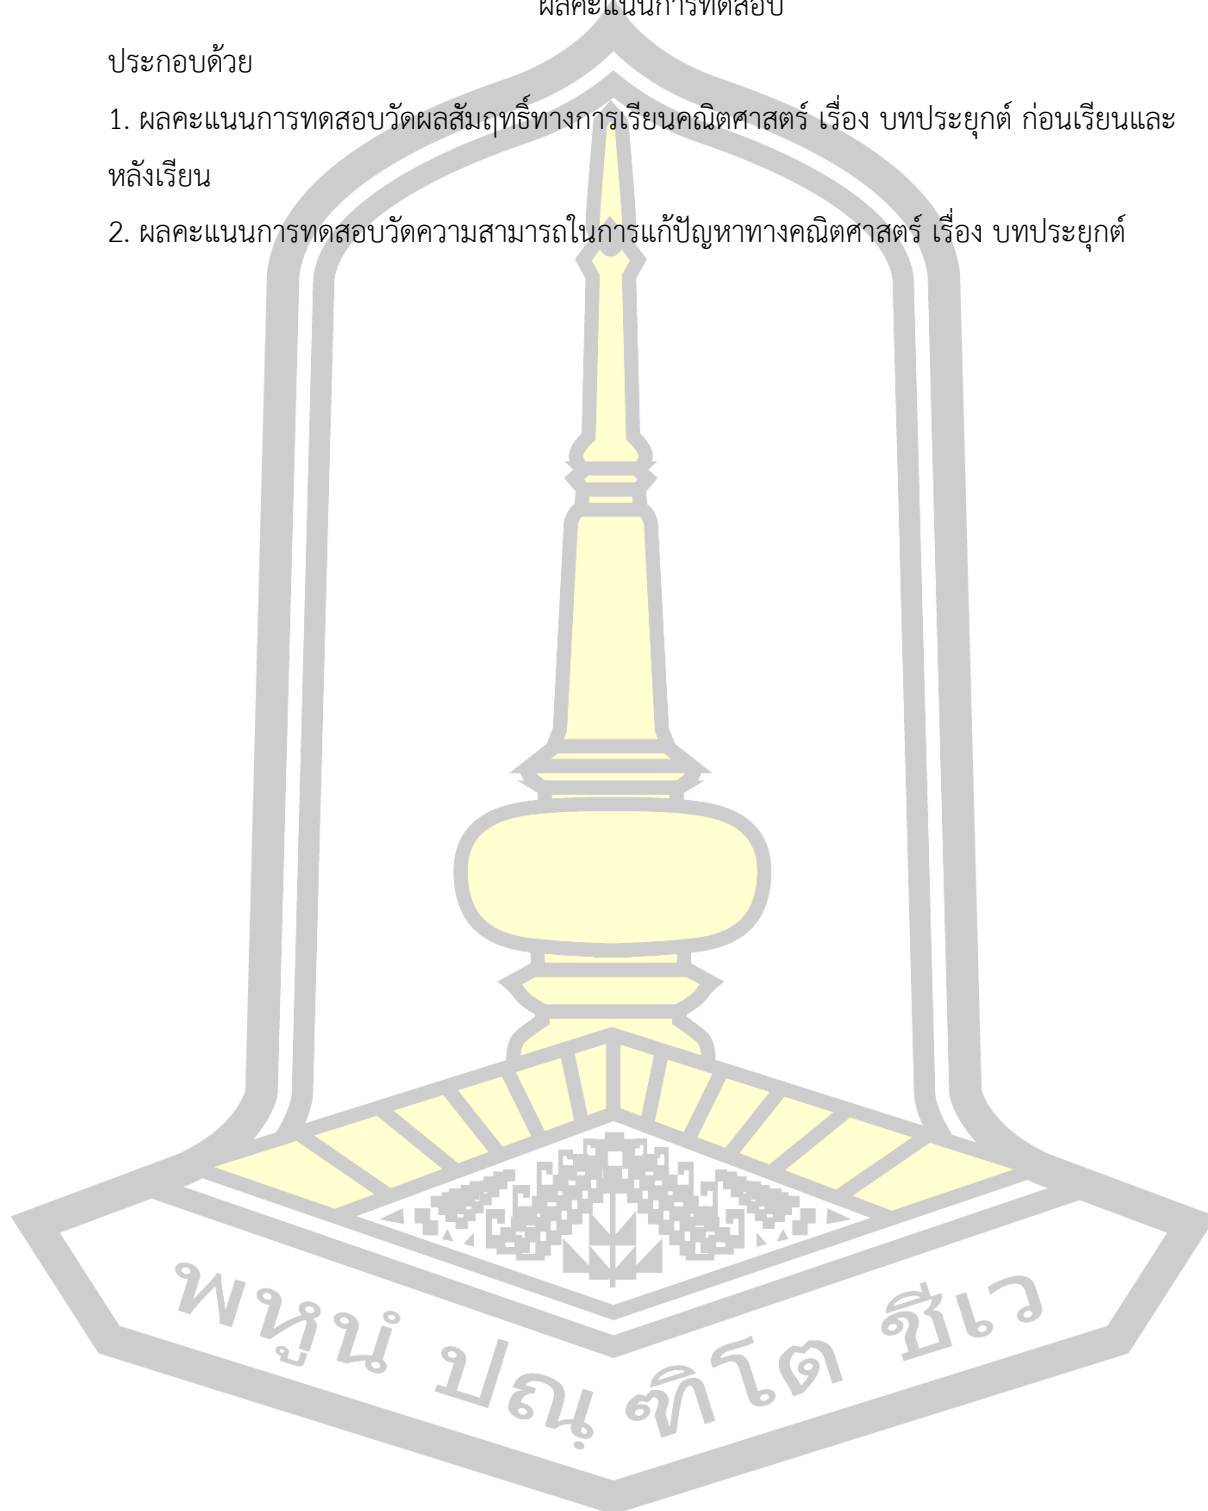 ผลคะแนนการทดสอบ
ประกอบด้วย
1. ผลคะแนนการทดสอบวัดผลสัมฤทธิ์ทางการเรียนคณิตศาสตร์ เรื่อง บทประยุกต์ ก่อนเรียนและ
หลังเรียน
2. ผลคะแนนการทดสอบวัดความสามารถในการแก้ปัญหาทางคณิตศาสตร์ เรื่อง บทประยุกต์
พหูนํ ปณฺฑิโต ชีเว